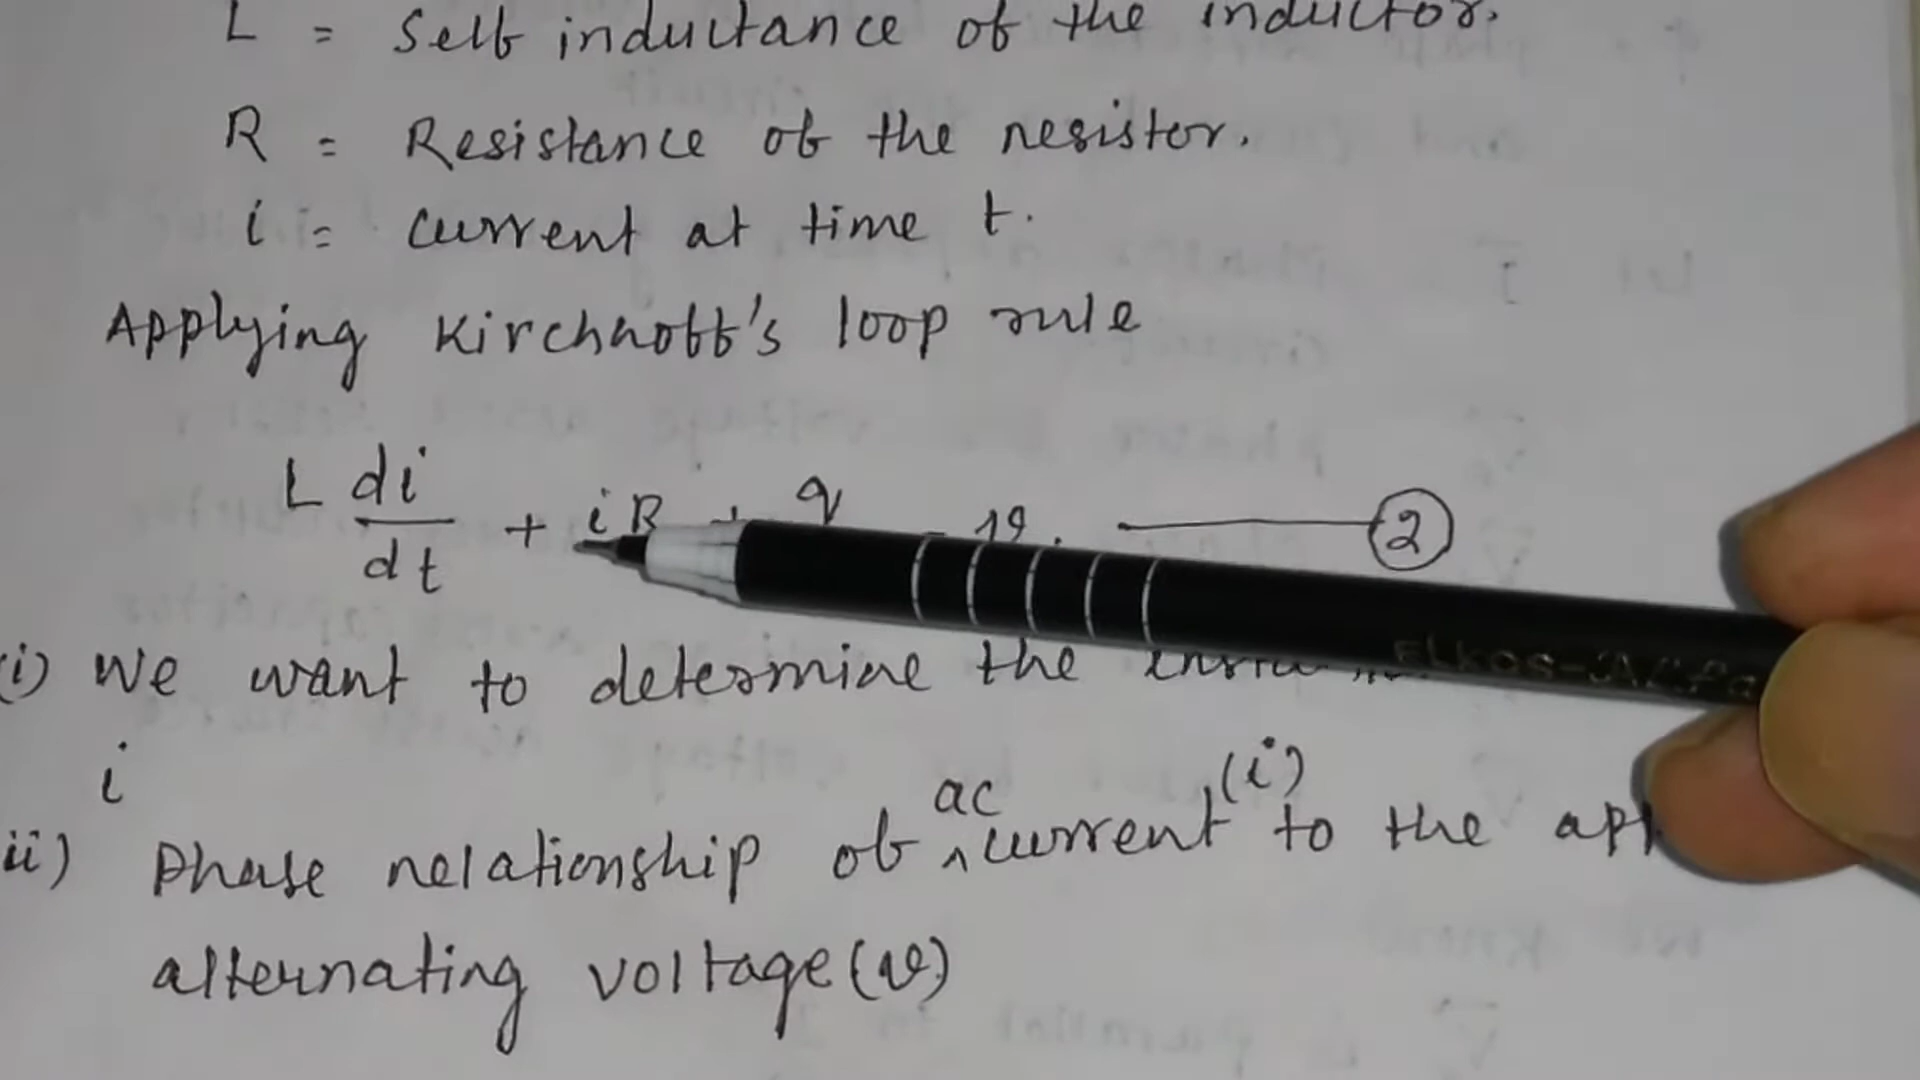 L = Self inductance of the inductor.
R = Resistance of the resistor.
i = Current at time t.
Applying Kirchhoff's loop rule
L di/dt + iR + q = v. ——— 2
(i) We want to determine the
i
ii) Phase relationship of ac current (i) to the
alternating voltage (v)
ELKOS